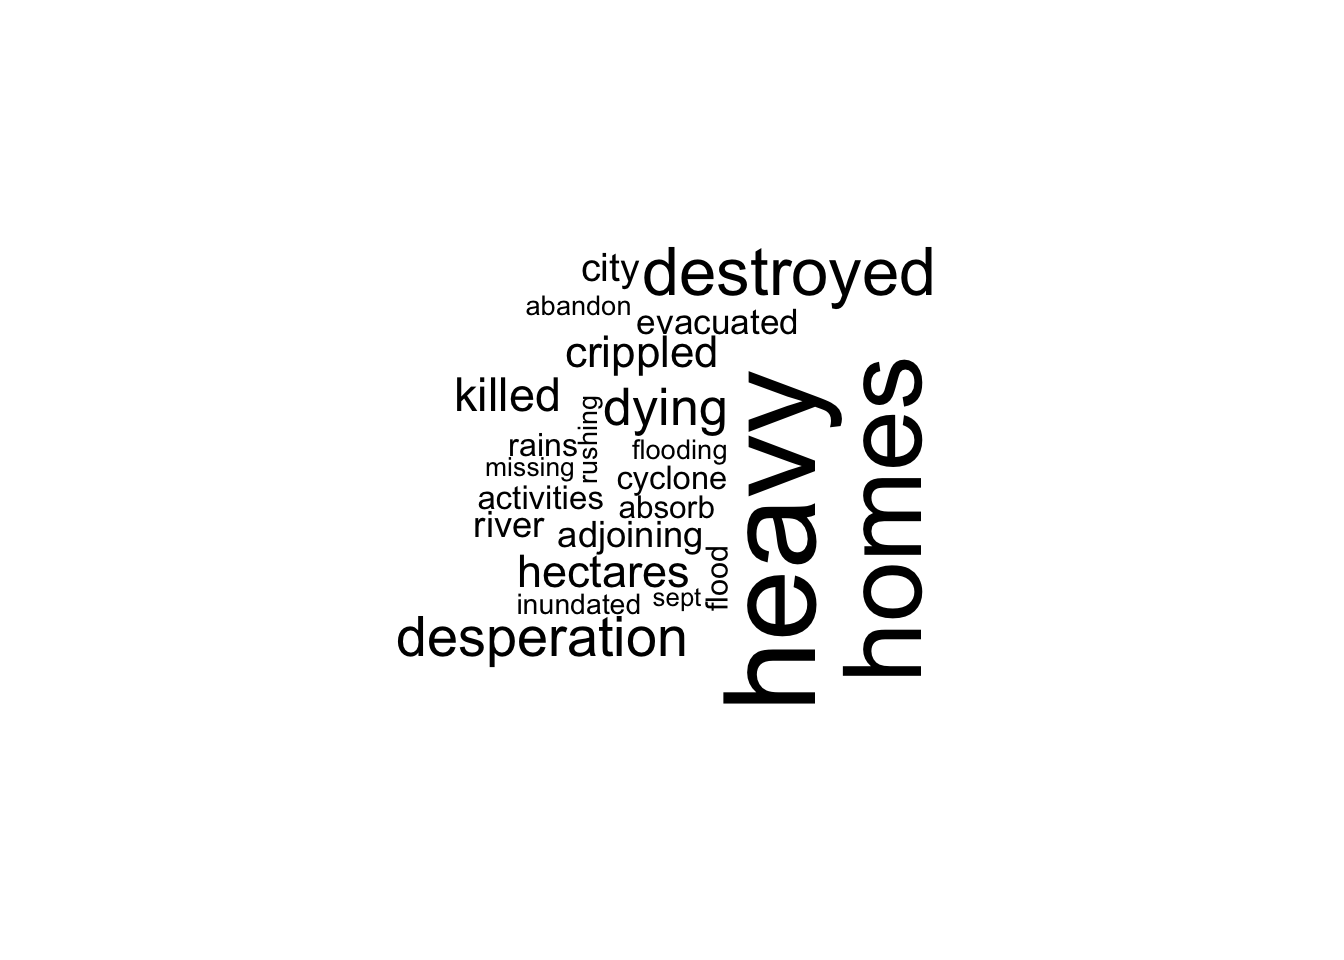 city destroyed
abandon
evacuated
crippled
killed
dying
rushing
rains
flooding
missing
cyclone
activities
absorb
river
adjoining
hectares
flood
inundated
sept
desperation
heavy
homes